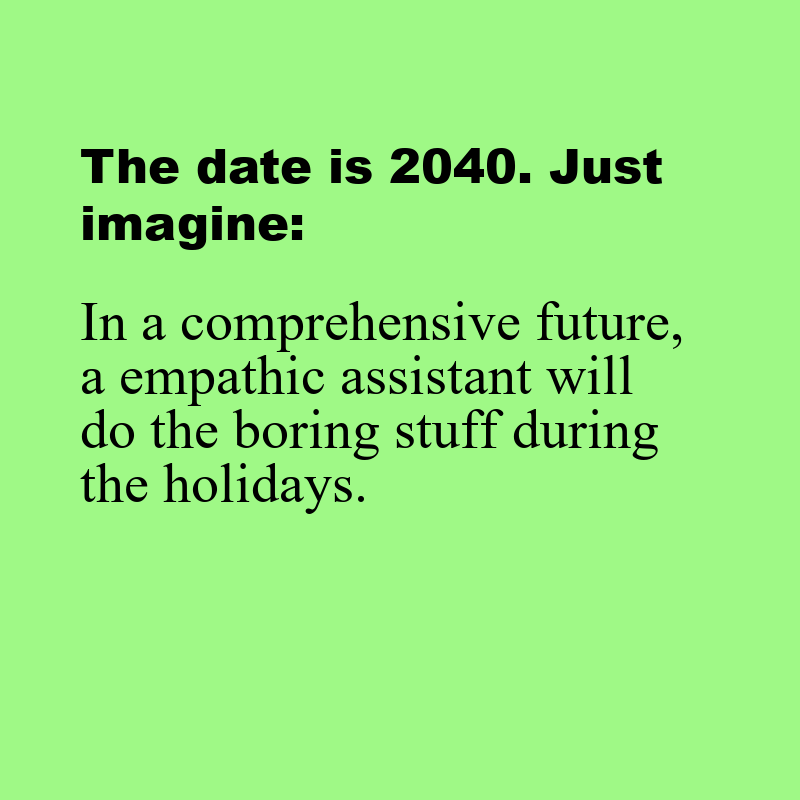 The date is 2040. Just
imagine:
In a comprehensive future,
a empathic assistant will
do the boring stuff during
the holidays.